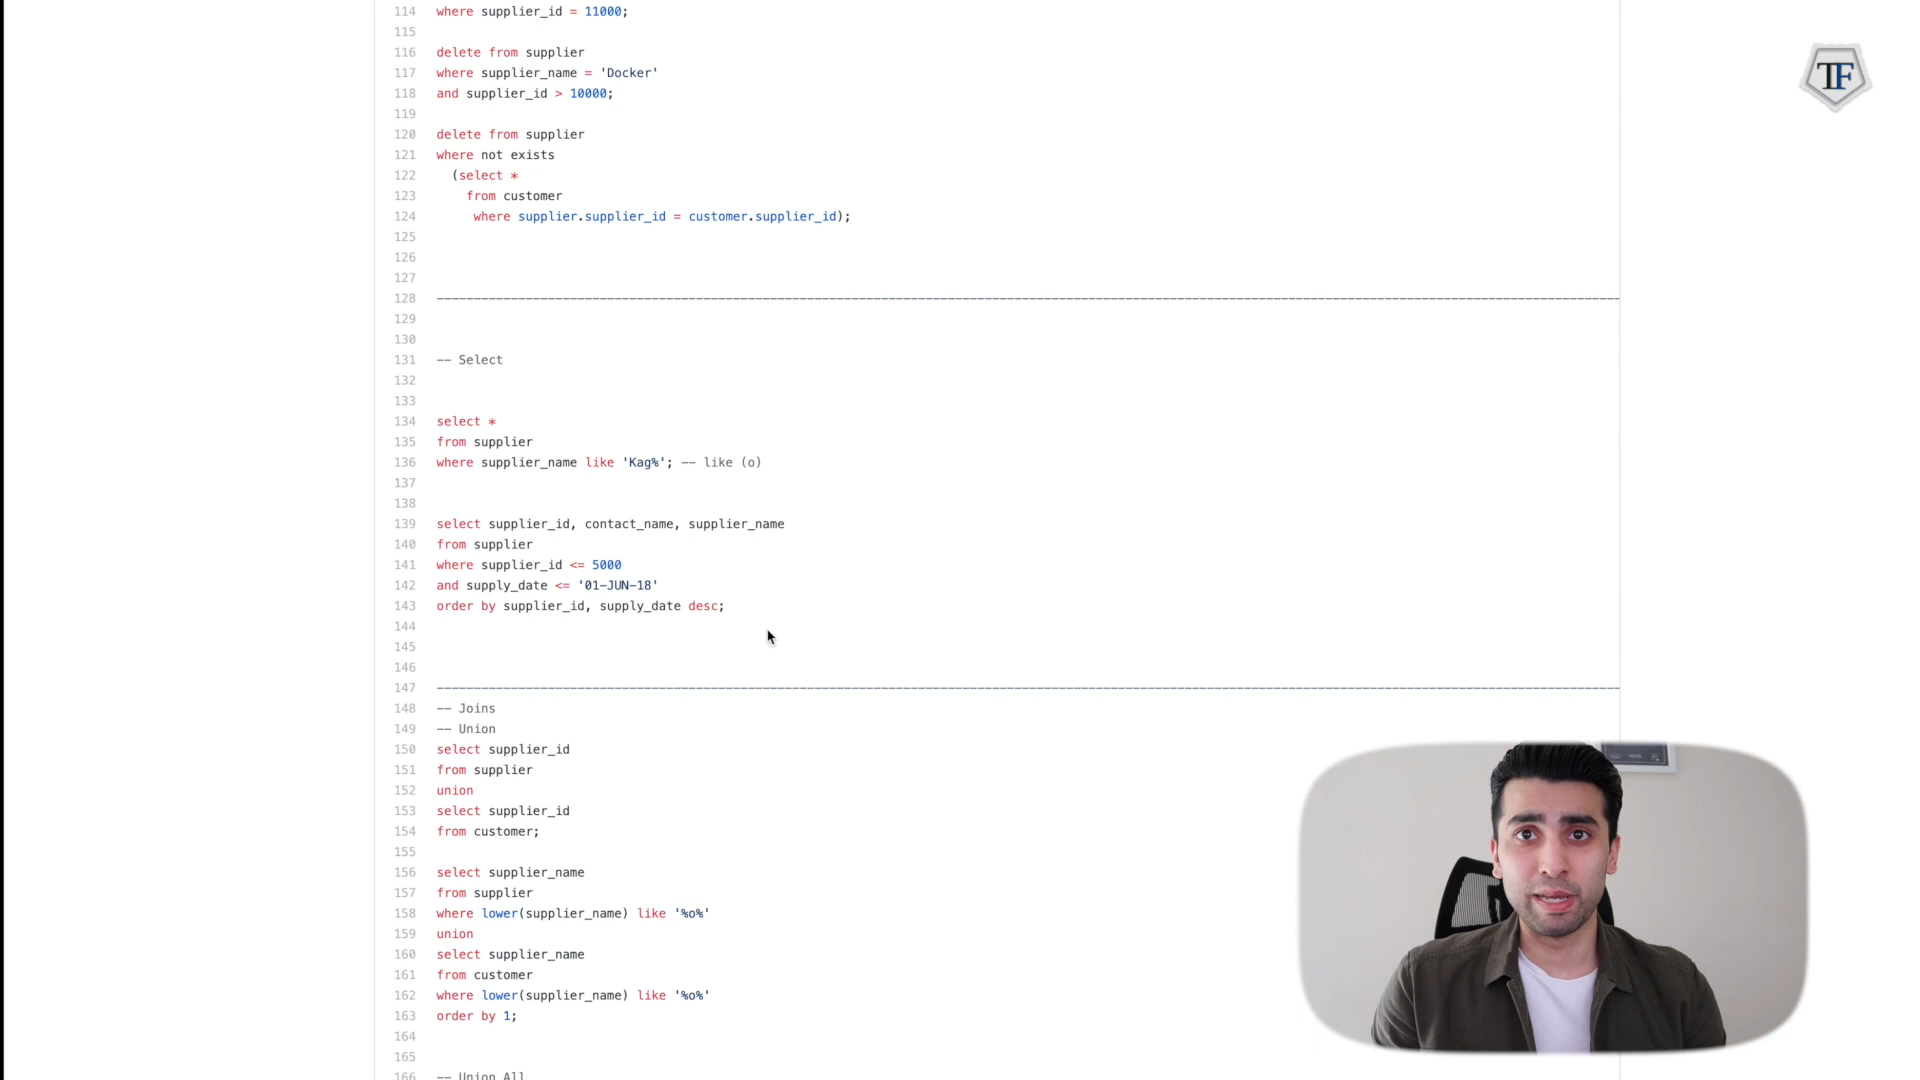 114 where supplier_id = 11000;
115
116 delete from supplier
117 where supplier_name = 'Docker'
118 and supplier_id > 10000;
119
120 delete from supplier
121 where not exists
122 (select *
123 from customer
124 where supplier.supplier_id = customer.supplier_id);
125
126
127
128 ----------------------------------------------------------------
129
130
131 -- Select
132
133
134 select *
135 from supplier
136 where supplier_name like 'Kag%'; -- like (o)
137
138
139 select supplier_id, contact_name, supplier_name
140 from supplier
141 where supplier_id <= 5000
142 and supply_date <= '01-JUN-18'
143 order by supplier_id, supply_date desc;
144
145
146
147 ----------------------------------------------------------------
148 -- Joins
149 -- Union
150 select supplier_id
151 from supplier
152 union
153 select supplier_id
154 from customer;
155
156 select supplier_name
157 from supplier
158 where lower(supplier_name) like '%o%'
159 union
160 select supplier_name
161 from customer
162 where lower(supplier_name) like '%o%'
163 order by 1;
164
165
166 -- Union All
TF